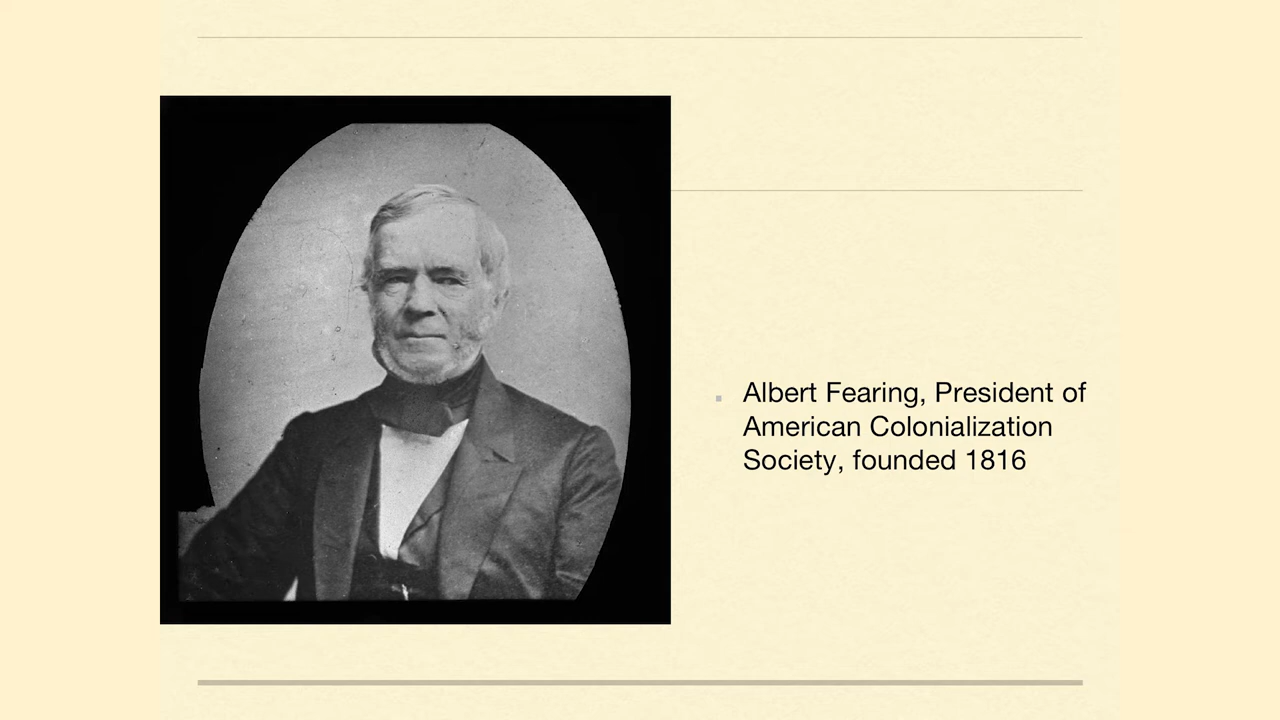 Albert Fearing, President of
American Colonialization
Society, founded 1816